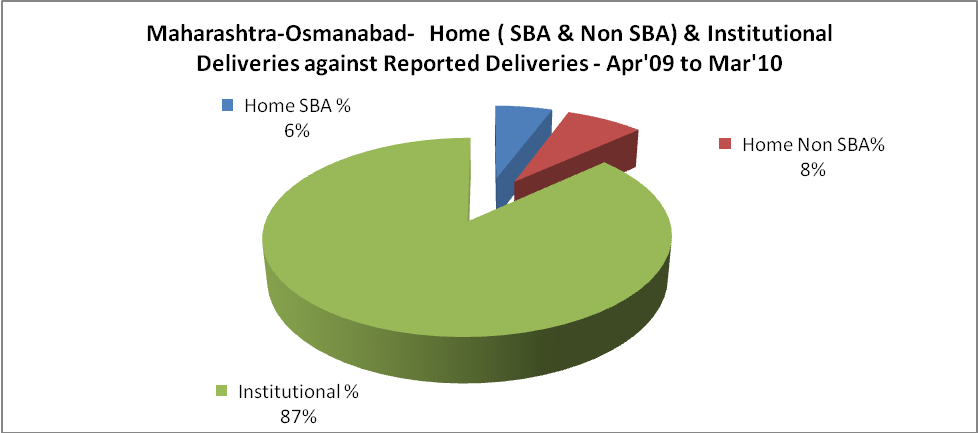 Maharashtra-Osmanabad- Home ( SBA & Non SBA) & Institutional
Deliveries against Reported Deliveries - Apr'09 to Mar'10
Home SBA %
6%
Home Non SBA%
8%
Institutional %
87%